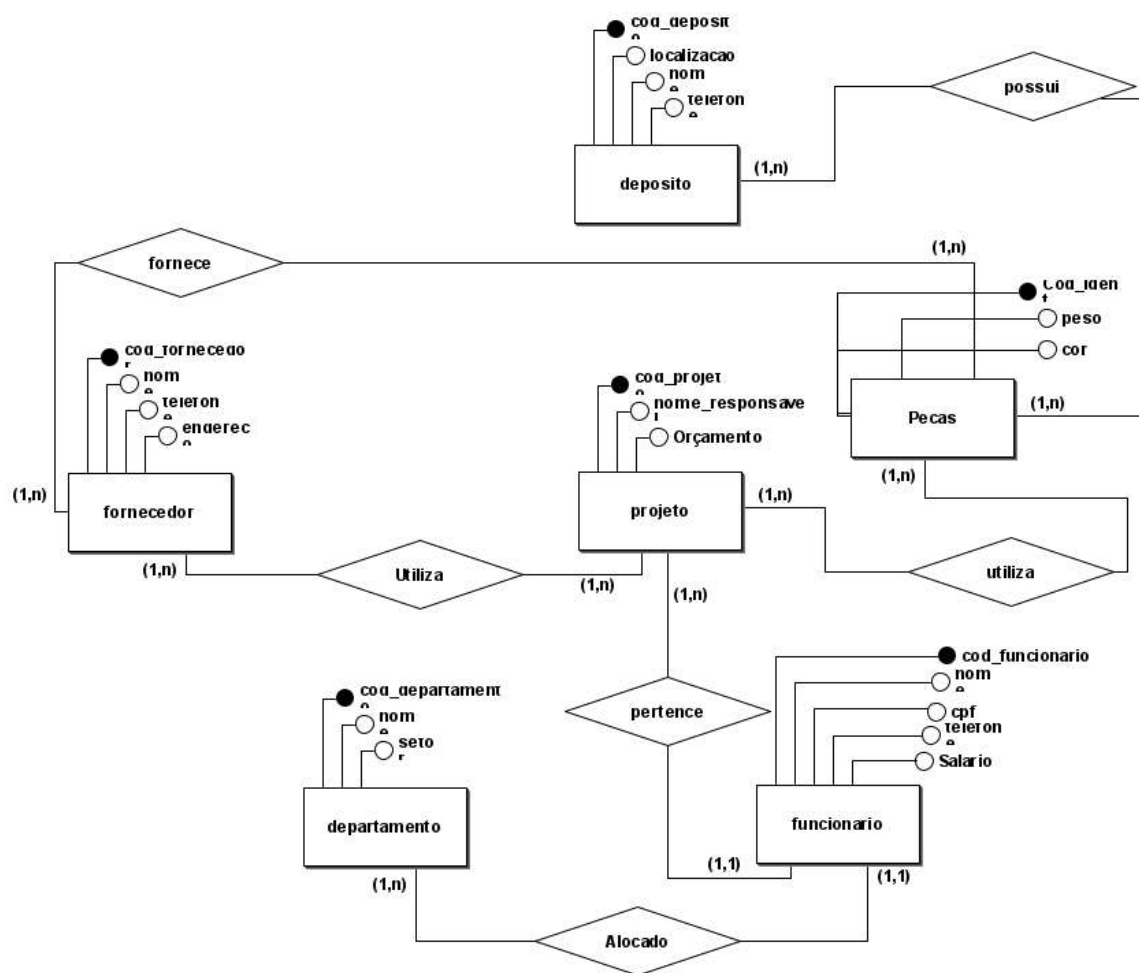 cod_deposit
o
localizacao
nom
e
telefon
e
possui
(1,n)
deposito
fornece
(1,n)
Cod_iden
t
peso
cor
cod_fornecedo
r
nom
e
telefon
e
enderec
o
cod_projet
o
nome_responsave
l
Orçamento
Pecas
(1,n)
(1,n)
(1,n)
fornecedor
projeto
(1,n)
(1,n)
Utiliza
(1,n)
(1,n)
utiliza
cod_funcionario
nom
e
cpf
telefon
e
Salario
cod_departament
o
nom
e
seto
r
pertence
departamento
funcionario
(1,1)
(1,1)
(1,n)
Alocado